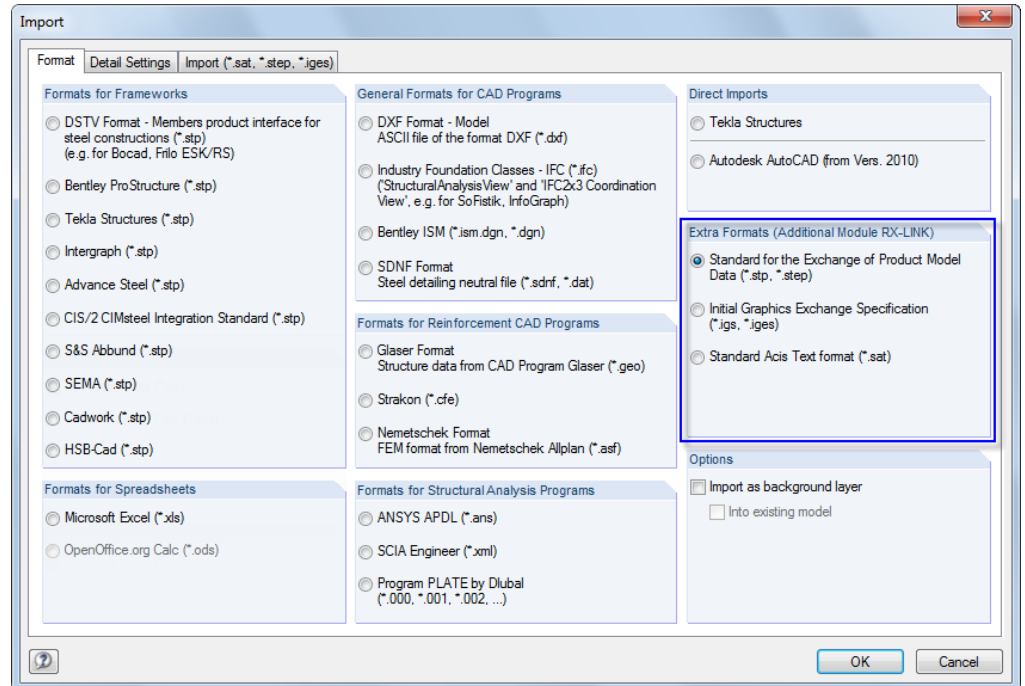 Import
Format
Detail Settings
Import (*.sat, *.step, *.iges)
Formats for Frameworks
DSTV Format - Members product interface for
steel constructions (*.stp)
(e.g. for Bocad, Frilo ESK/RS)
Bentley ProStructure (*.stp)
Tekla Structures (*.stp)
Intergraph (*.stp)
Advance Steel (*.stp)
CIS/2 CIMsteel Integration Standard (*.stp)
S&S Abbund (*.stp)
SEMA (*.stp)
Cadwork (*.stp)
HSB-Cad (*.stp)
Formats for Spreadsheets
Microsoft Excel (*.xls)
OpenOffice.org Calc (*.ods)
General Formats for CAD Programs
DXF Format - Model
ASCII file of the format DXF (*.dxf)
Industry Foundation Classes - IFC (*.ifc)
('StructuralAnalysisView' and 'IFC2x3 Coordination
View', e.g. for SoFistik, InfoGraph)
Bentley ISM (*.ism.dgn, *.dgn)
SDNF Format
Steel detailing neutral file (*.sdnf, *.dat)
Formats for Reinforcement CAD Programs
Glaser Format
Structure data from CAD Program Glaser (*.geo)
Strakon (*.cfe)
Nemetschek Format
FEM format from Nemetschek Allplan (*.asf)
Formats for Structural Analysis Programs
ANSYS APDL (*.ans)
SCIA Engineer (*.xml)
Program PLATE by Dlubal
(*.000, *.001, *.002, ...)
Direct Imports
Tekla Structures
Autodesk AutoCAD (from Vers. 2010)
Extra Formats (Additional Module RX-LINK)
Standard for the Exchange of Product Model
Data (*.stp, *.step)
Initial Graphics Exchange Specification
(*.igs, *.iges)
Standard Acis Text format (*.sat)
Options
Import as background layer
Into existing model
OK
Cancel